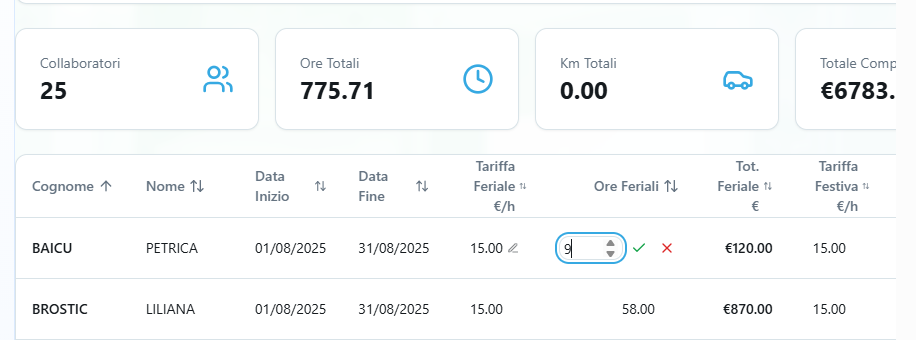 Collaboratori
25
Ore Totali
775.71
Km Totali
0.00
Totale Comp
€6783.
Cognome
Nome
Data Inizio
Data Fine
Tariffa Feriale €/h
Ore Feriali
Tot. Feriale €
Tariffa Festiva €/h
BAICU PETRICA 01/08/2025 31/08/2025 15.00 9 €120.00 15.00
BROSTIC LILIANA 01/08/2025 31/08/2025 15.00 58.00 €870.00 15.00